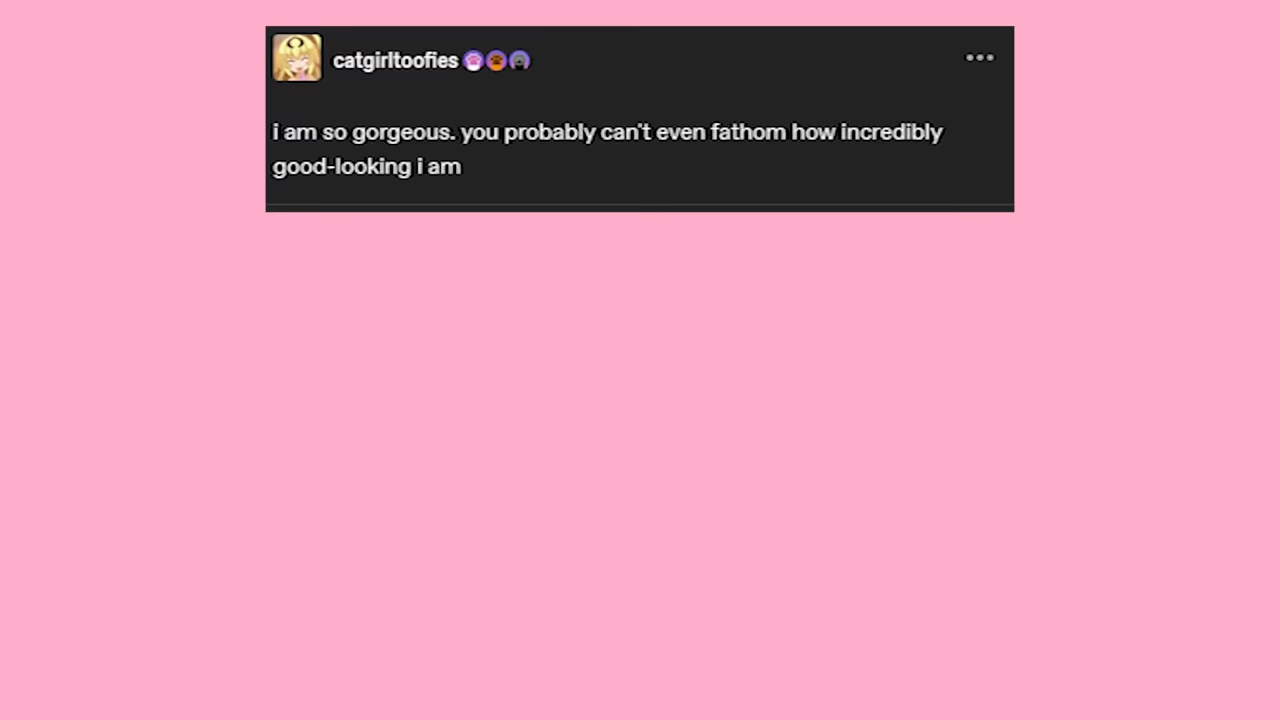 catgirltoofies
i am so gorgeous. you probably can't even fathom how incredibly
good-looking i am